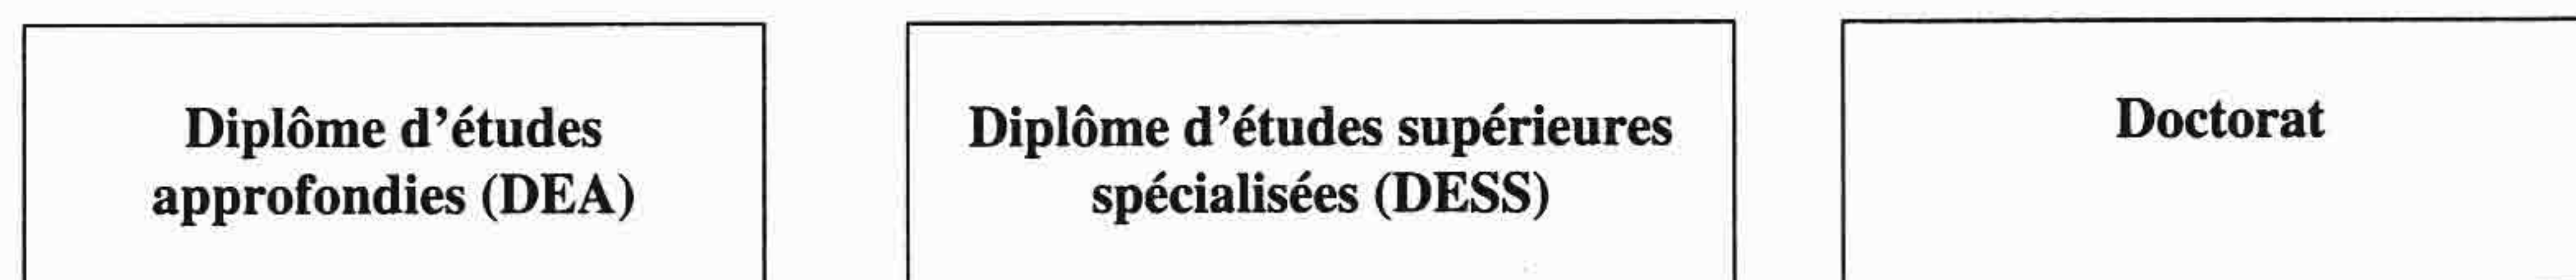 Diplôme d'études
approfondies (DEA)
Diplôme d'études supérieures
spécialisées (DESS)
Doctorat